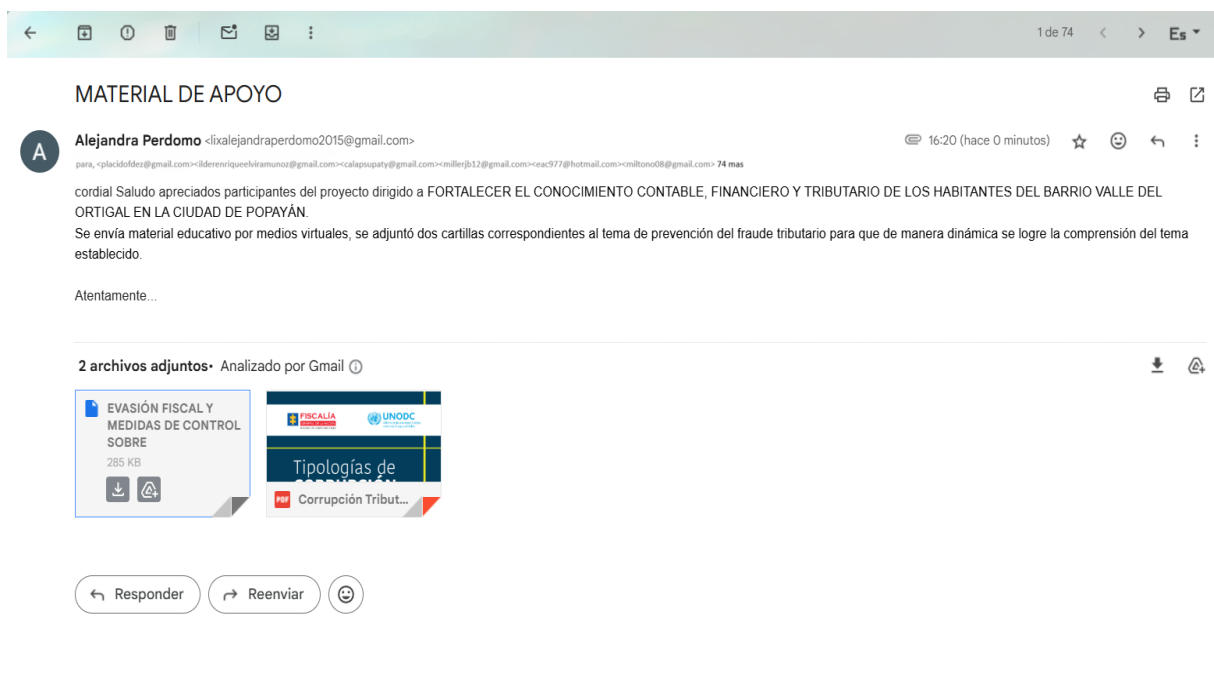 1 de 74
Es
MATERIAL DE APOYO
A
Alejandra Perdomo <lixalejandraperdomo2015@gmail.com>
16:20 (hace 0 minutos)
para, <placidofdez@gmail.com><ilderenriqueelviramunoz@gmail.com><calapsupaty@gmail.com><millerjb12@gmail.com><eac977@hotmail.com><miltono08@gmail.com> 74 mas
cordial Saludo apreciados participantes del proyecto dirigido a FORTALECER EL CONOCIMIENTO CONTABLE, FINANCIERO Y TRIBUTARIO DE LOS HABITANTES DEL BARRIO VALLE DEL
ORTIGAL EN LA CIUDAD DE POPAYÁN.
Se envía material educativo por medios virtuales, se adjuntó dos cartillas correspondientes al tema de prevención del fraude tributario para que de manera dinámica se logre la comprensión del tema
establecido.
Atentamente...
2 archivos adjuntos• Analizado por Gmail
EVASIÓN FISCAL Y
MEDIDAS DE CONTROL
SOBRE
285 KB
FISCALÍA
UNODC
Tipologías de
CORRUPCIÓN
PDF Corrupción Tribut...
Responder
Reenviar